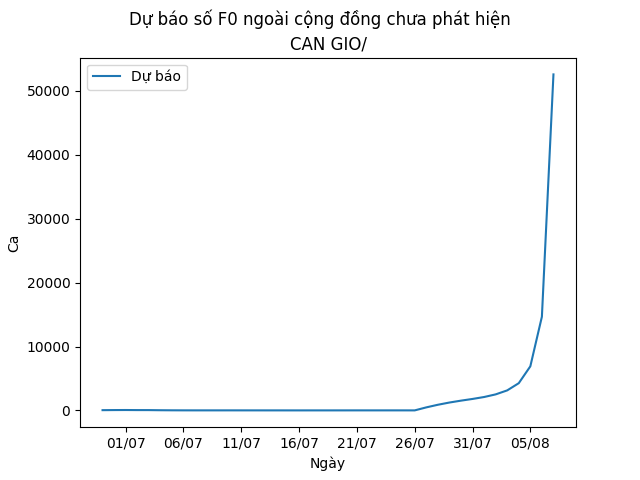 Dự báo số F0 ngoài cộng đồng chưa phát hiện
CAN GIO/
Dự báo
50000
40000
30000
20000
10000
0
Ca
01/07 06/07 11/07 16/07 21/07 26/07 31/07 05/08
Ngày